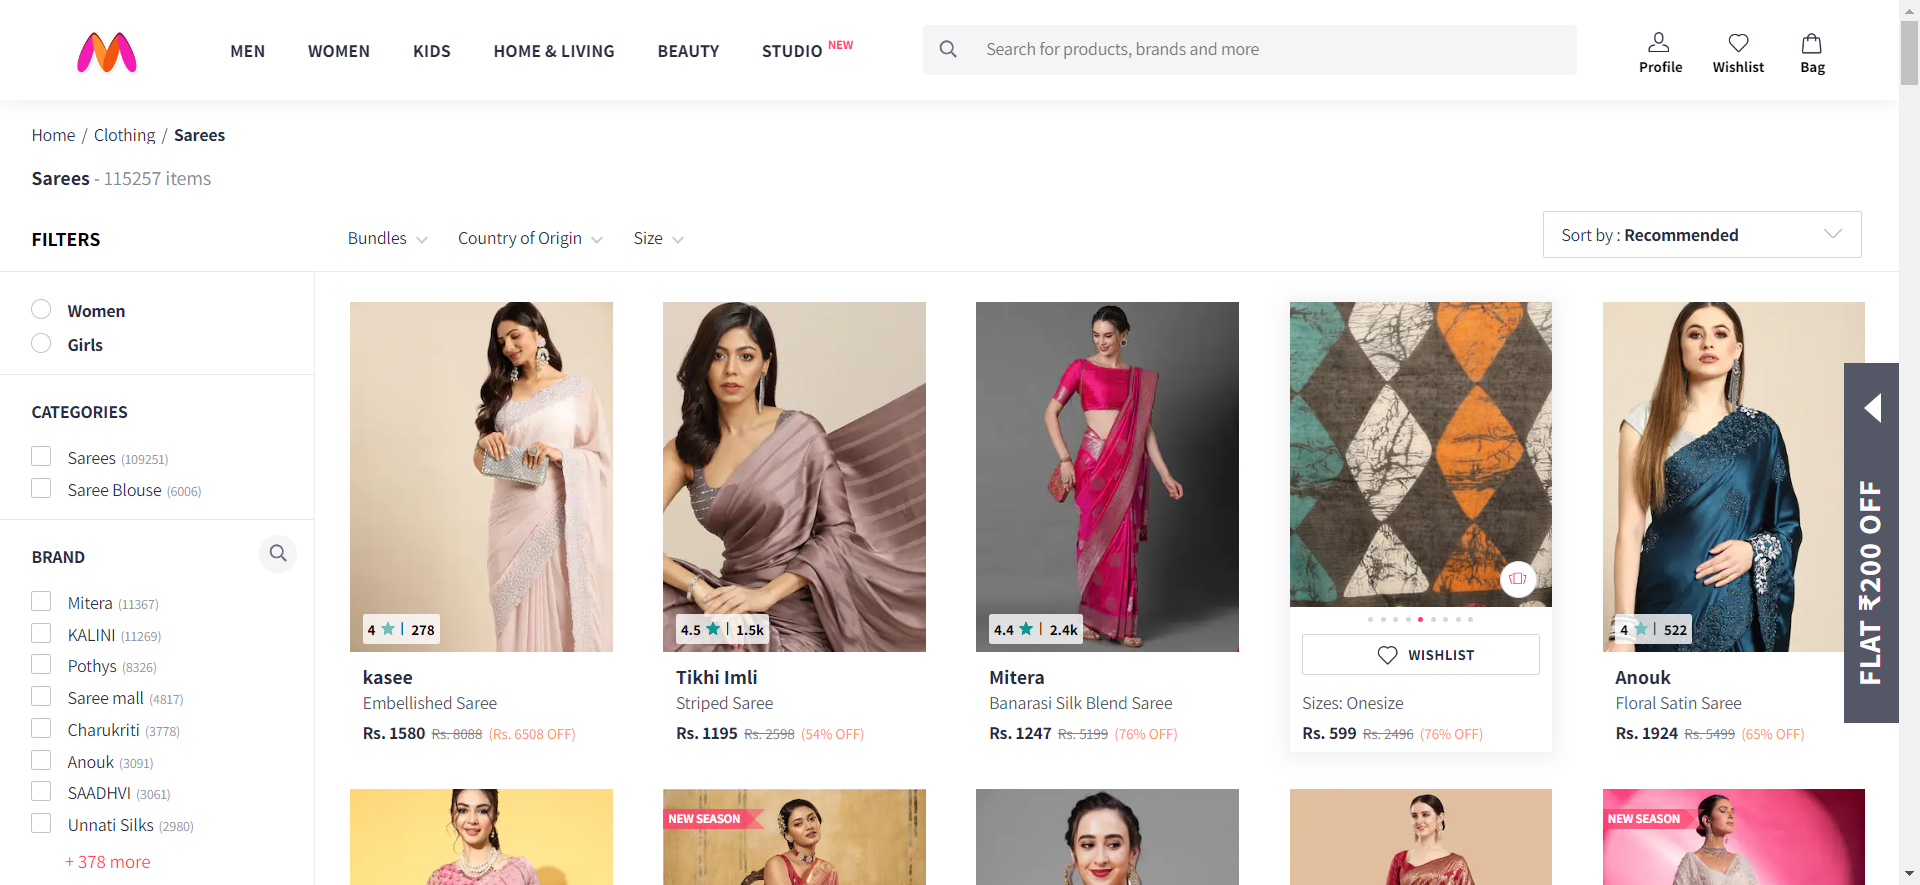 MEN
WOMEN
KIDS
HOME & LIVING
BEAUTY
STUDIO NEW
Search for products, brands and more
Profile
Wishlist
Bag
Home / Clothing / Sarees
Sarees - 115257 items
FILTERS
Bundles
Country of Origin
Size
Sort by : Recommended
Women
Girls
CATEGORIES
Sarees (109251)
Saree Blouse (6006)
BRAND
Mitera (11367)
KALINI (11269)
Pothys (8326)
Saree mall (4817)
Charukriti (3778)
Anouk (3091)
SAADHVI (3061)
Unnati Silks (2980)
+ 378 more
4 | 278
kasee
Embellished Saree
Rs. 1580 Rs. 8088 (Rs. 6508 OFF)
4.5 | 1.5k
Tikhi Imli
Striped Saree
Rs. 1195 Rs. 2598 (54% OFF)
4.4 | 2.4k
Mitera
Banarasi Silk Blend Saree
Rs. 1247 Rs. 5199 (76% OFF)
WISHLIST
Sizes: Onesize
Rs. 599 Rs. 2496 (76% OFF)
4 | 522
Anouk
Floral Satin Saree
Rs. 1924 Rs. 5499 (65% OFF)
FLAT ₹200 OFF
NEW SEASON
NEW SEASON